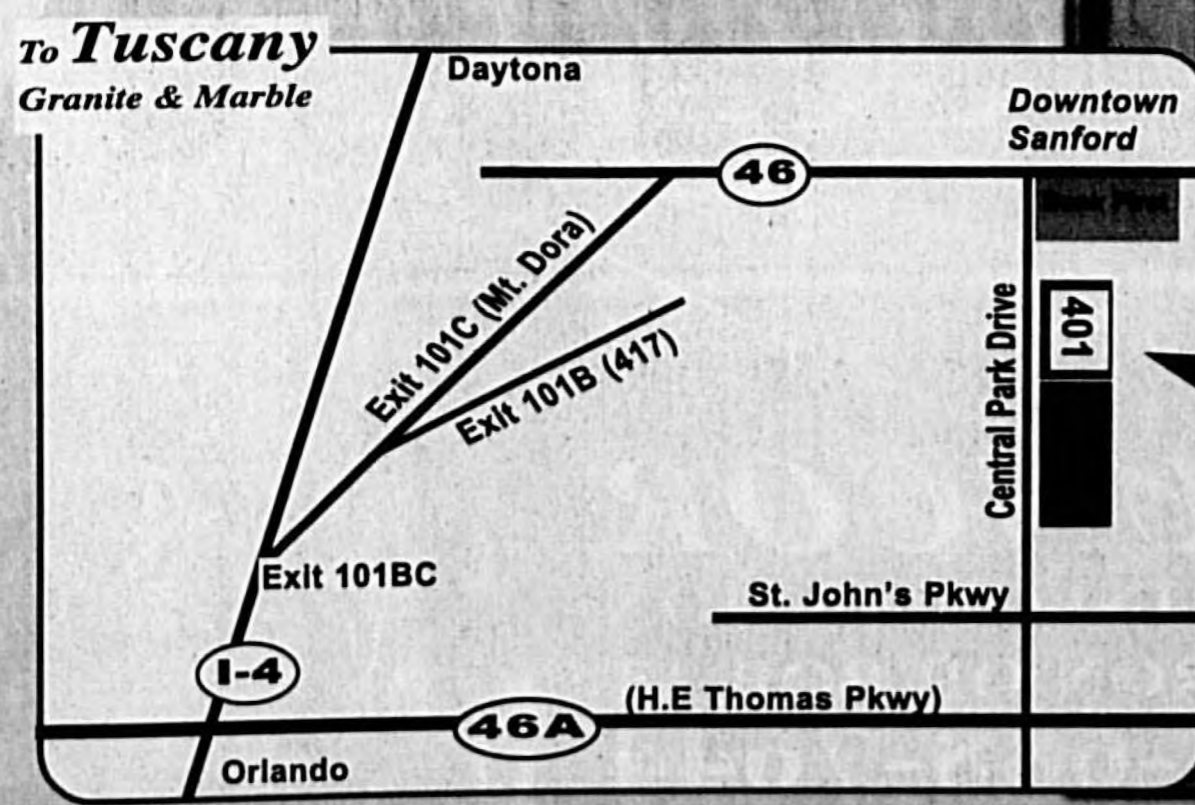 To Tuscany
Granite & Marble
Daytona
Downtown
Sanford
46
Exit 101C (Mt. Dora)
Exit 101B (417)
Central Park Drive
401
Exit 101BC
St. John's Pkwy
I-4
(H.E Thomas Pkwy)
46A
Orlando